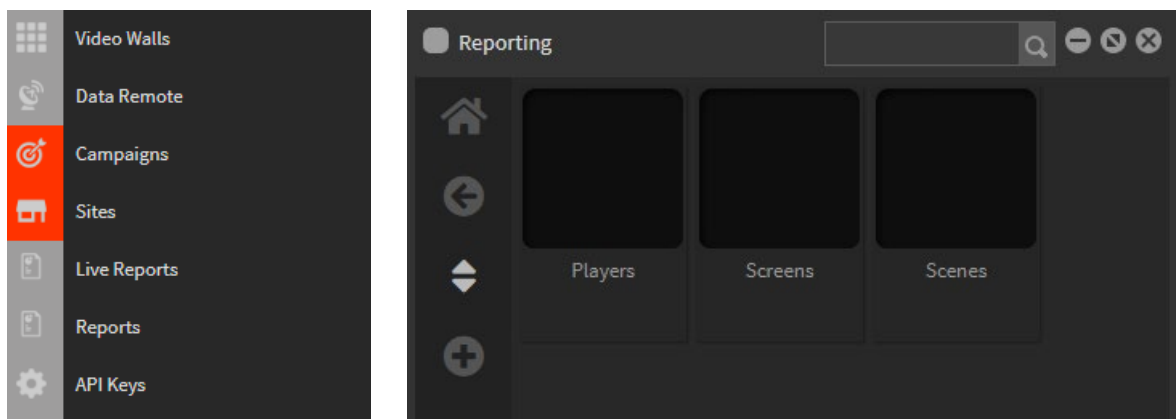 Video Walls
Data Remote
Campaigns
Sites
Live Reports
Reports
API Keys
Reporting
Players
Screens
Scenes